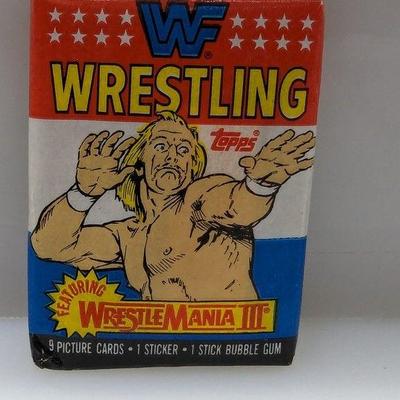 WF
WRESTLING
topps®
FEATURING
WRESTLEMANIA III
9 PICTURE CARDS • 1 STICKER • 1 STICK BUBBLE GUM